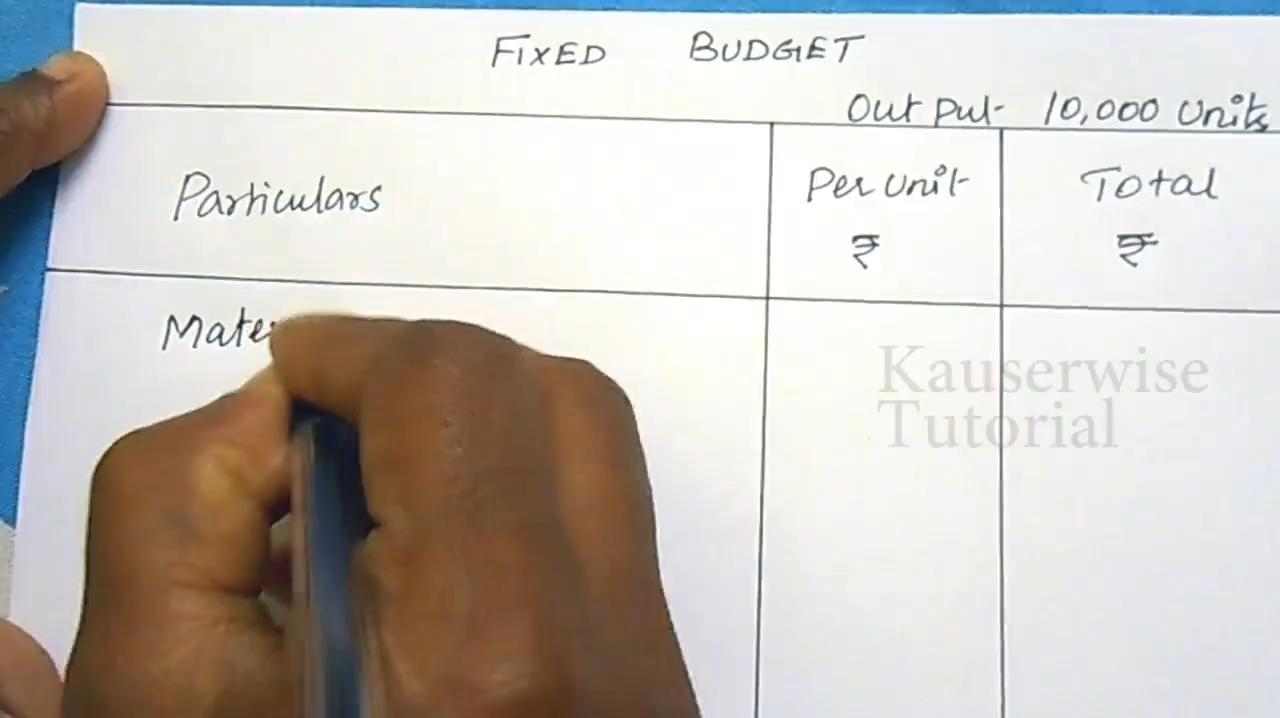 FIXED BUDGET
Out put- 10,000 Units
Particulars
Per Unit
Total
₹
₹
Kauserwise
Tutorial